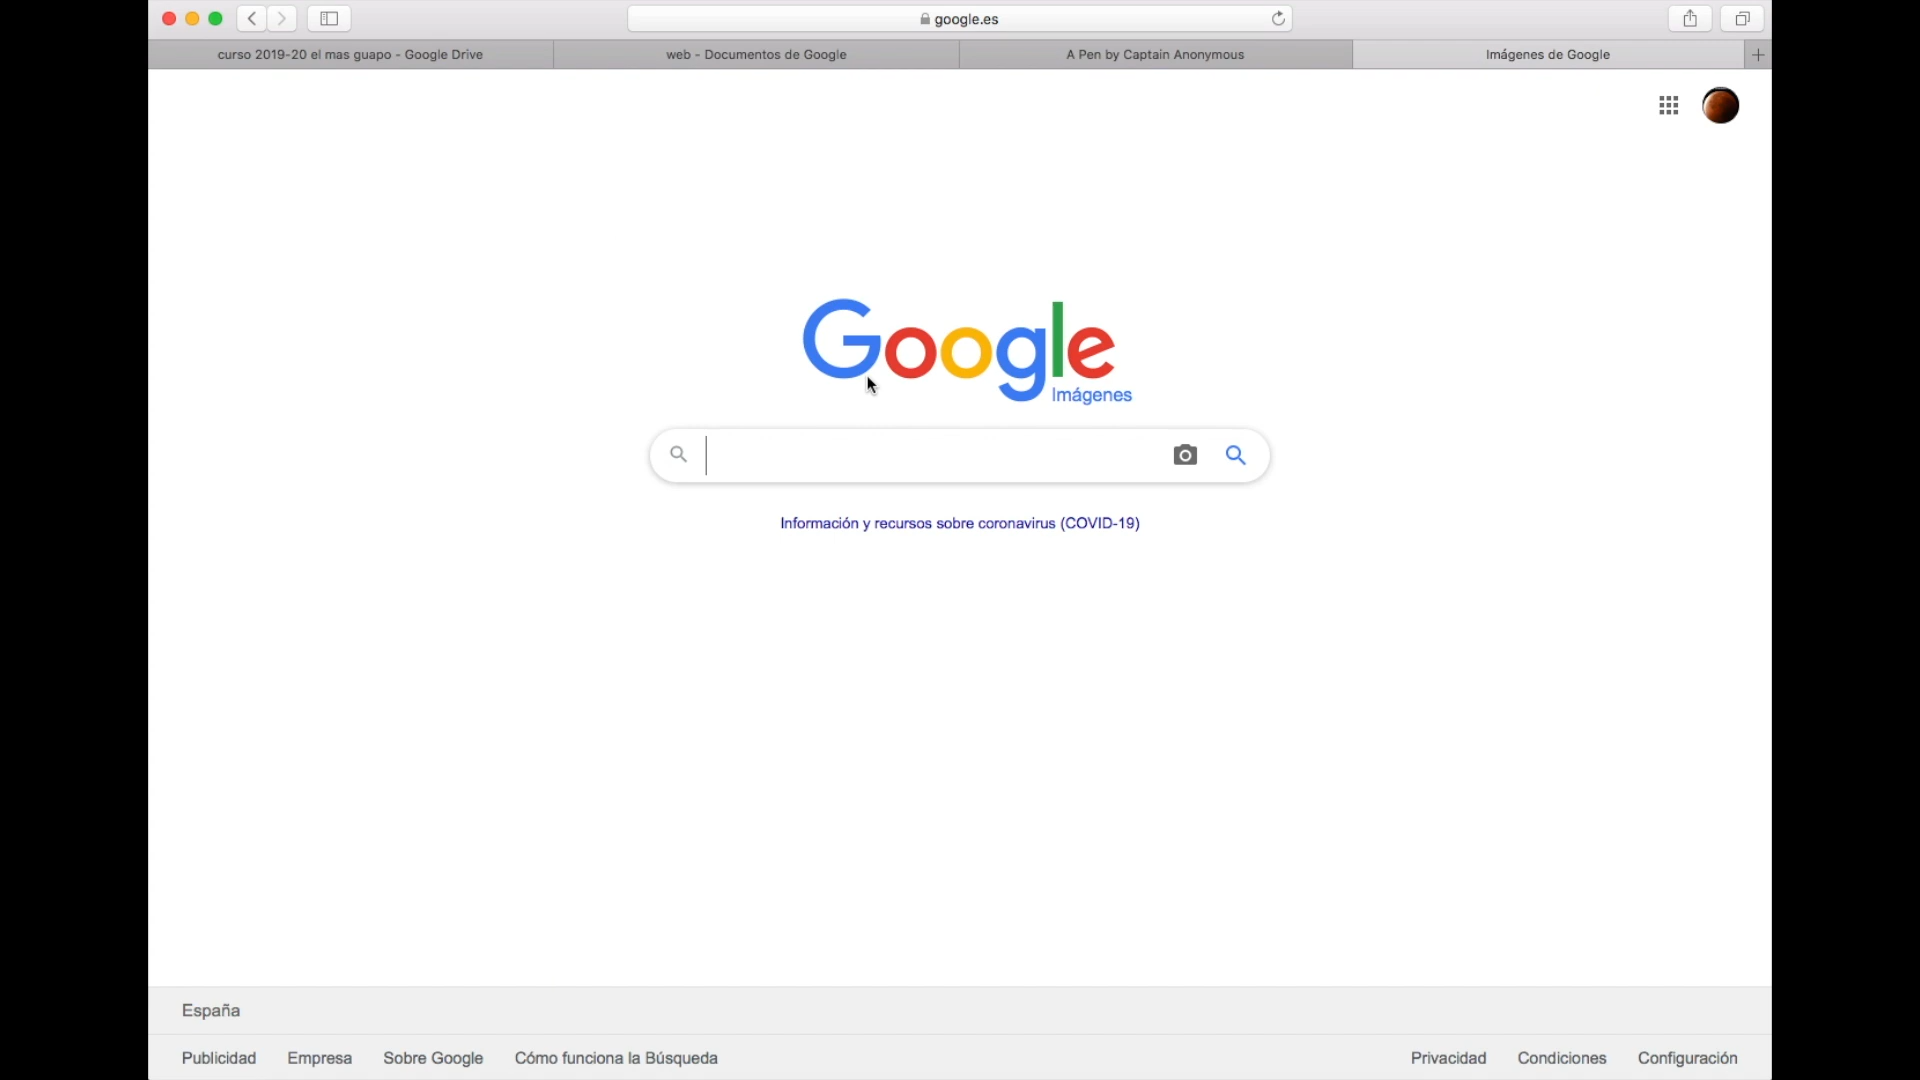 google.es
curso 2019-20 el mas guapo - Google Drive
web - Documentos de Google
A Pen by Captain Anonymous
Imágenes de Google
Google
Imágenes
Información y recursos sobre coronavirus (COVID-19)
España
Publicidad Empresa Sobre Google Cómo funciona la Búsqueda Privacidad Condiciones Configuración